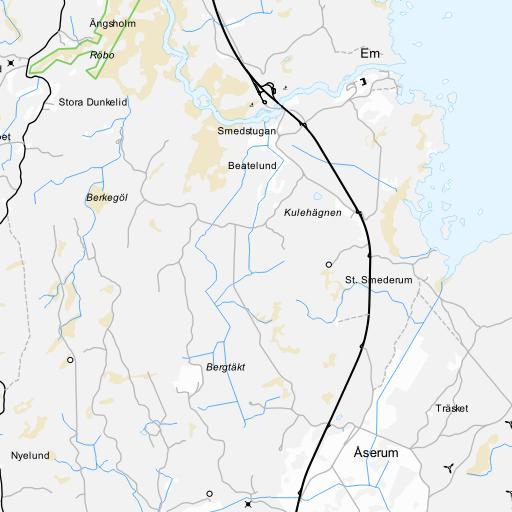 Ängsholm
Em
Röbo
Stora Dunkelid
Smedstugan
Beatelund
Berkegöl
Kulehägnen
St. Smederum
Bergtäkt
Träsket
Åserum
Nyelund